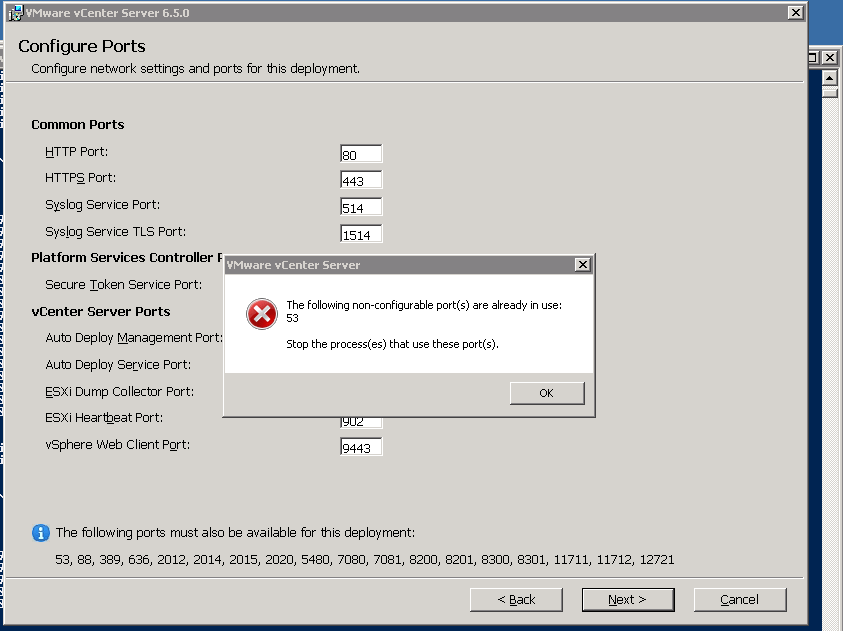 VMware vCenter Server 6.5.0
Configure Ports
Configure network settings and ports for this deployment.
Common Ports
HTTP Port: 80
HTTPS Port: 443
Syslog Service Port: 514
Syslog Service TLS Port: 1514
Platform Services Controller
Secure Token Service Port:
vCenter Server Ports
Auto Deploy Management Port:
Auto Deploy Service Port:
ESXi Dump Collector Port:
ESXi Heartbeat Port: 902
vSphere Web Client Port: 9443
VMware vCenter Server
The following non-configurable port(s) are already in use:
53
Stop the process(es) that use these port(s).
OK
The following ports must also be available for this deployment:
53, 88, 389, 636, 2012, 2014, 2015, 2020, 5480, 7080, 7081, 8200, 8201, 8300, 8301, 11711, 11712, 12721
< Back Next > Cancel